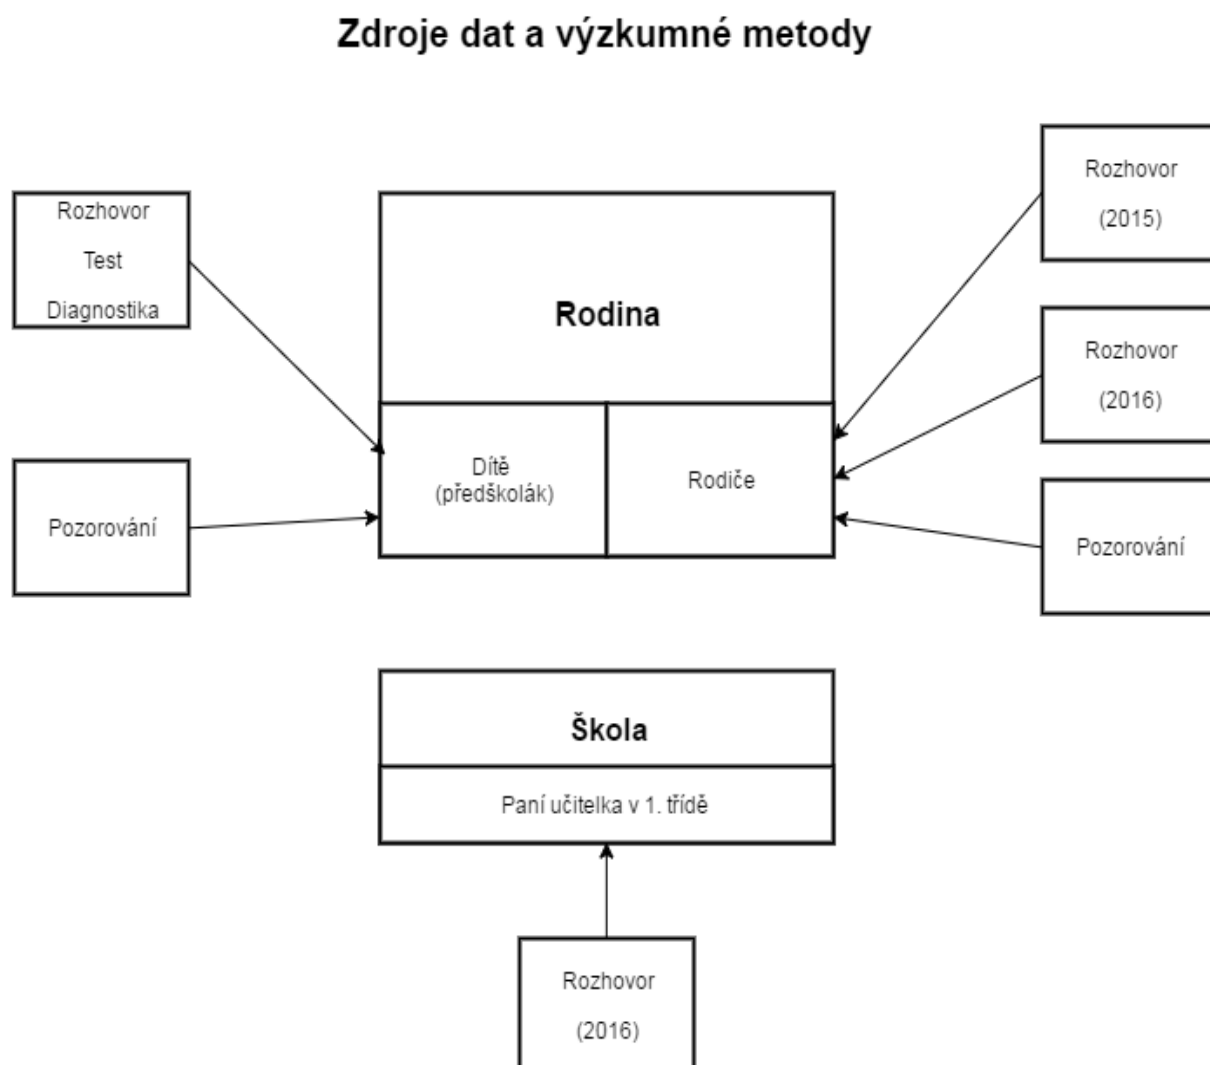 Zdroje dat a výzkumné metody
Rozhovor
Test
Diagnostika
Pozorování
Rodina
Dítě
(předškolák)
Rodiče
Rozhovor
(2015)
Rozhovor
(2016)
Pozorování
Škola
Paní učitelka v 1. třídě
Rozhovor
(2016)